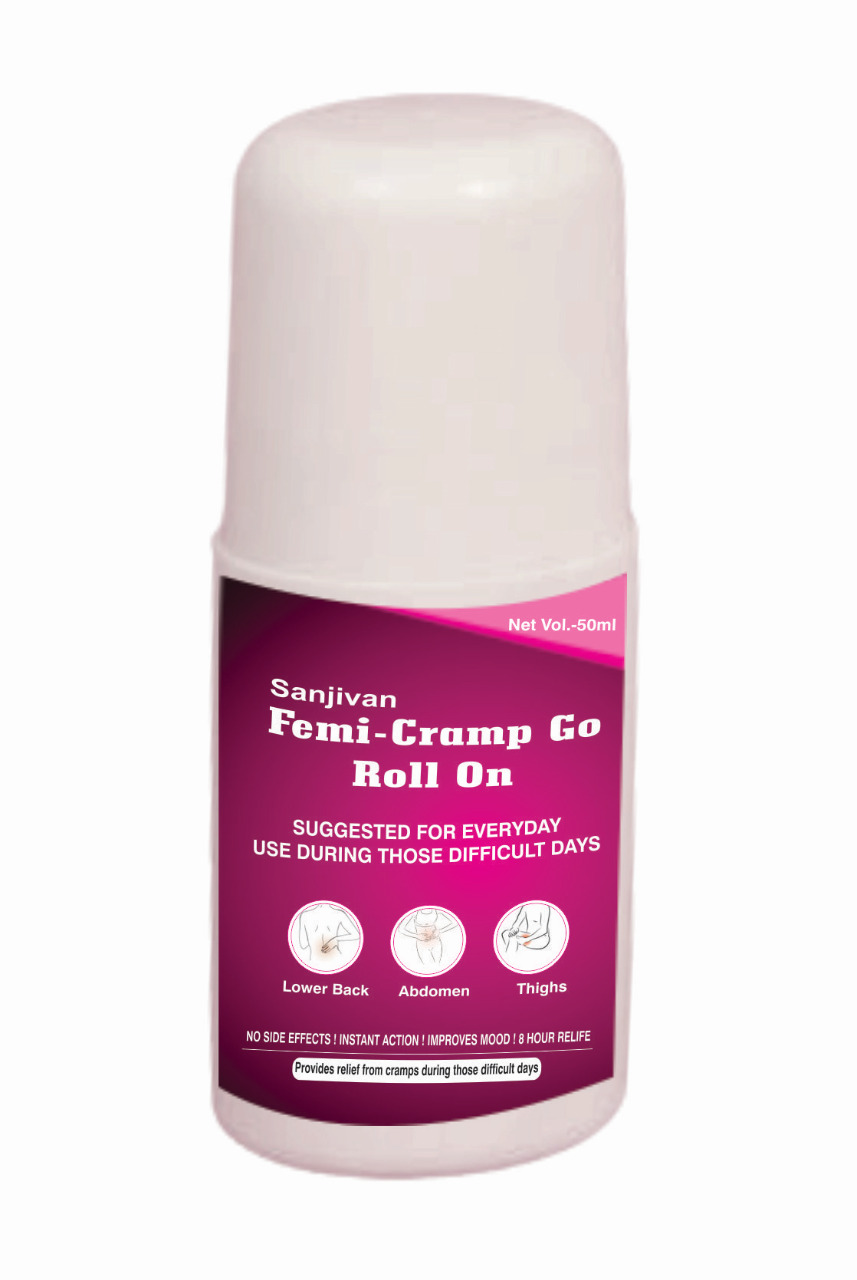 Net Vol.-50ml
Sanjivan
Femi-Cramp Go
Roll On
SUGGESTED FOR EVERYDAY
USE DURING THOSE DIFFICULT DAYS
Lower Back
Abdomen
Thighs
NO SIDE EFFECTS ! INSTANT ACTION ! IMPROVES MOOD ! 8 HOUR RELIFE
Provides relief from cramps during those difficult days